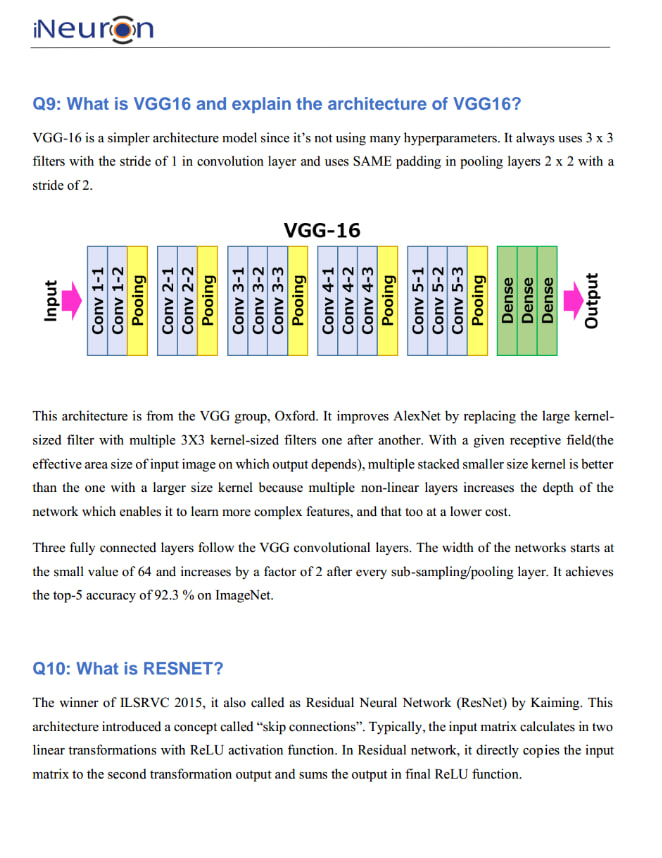 iNeuron
Q9: What is VGG16 and explain the architecture of VGG16?
VGG-16 is a simpler architecture model since it’s not using many hyperparameters. It always uses 3 x 3
filters with the stride of 1 in convolution layer and uses SAME padding in pooling layers 2 x 2 with a
stride of 2.
VGG-16
Input
Conv 1-1
Conv 1-2
Pooing
Conv 2-1
Conv 2-2
Pooing
Conv 3-1
Conv 3-2
Conv 3-3
Pooing
Conv 4-1
Conv 4-2
Conv 4-3
Pooing
Conv 5-1
Conv 5-2
Conv 5-3
Pooing
Dense
Dense
Dense
Output
This architecture is from the VGG group, Oxford. It improves AlexNet by replacing the large kernel-
sized filter with multiple 3X3 kernel-sized filters one after another. With a given receptive field(the
effective area size of input image on which output depends), multiple stacked smaller size kernel is better
than the one with a larger size kernel because multiple non-linear layers increases the depth of the
network which enables it to learn more complex features, and that too at a lower cost.
Three fully connected layers follow the VGG convolutional layers. The width of the networks starts at
the small value of 64 and increases by a factor of 2 after every sub-sampling/pooling layer. It achieves
the top-5 accuracy of 92.3 % on ImageNet.
Q10: What is RESNET?
The winner of ILSRVC 2015, it also called as Residual Neural Network (ResNet) by Kaiming. This
architecture introduced a concept called “skip connections”. Typically, the input matrix calculates in two
linear transformations with ReLU activation function. In Residual network, it directly copies the input
matrix to the second transformation output and sums the output in final ReLU function.